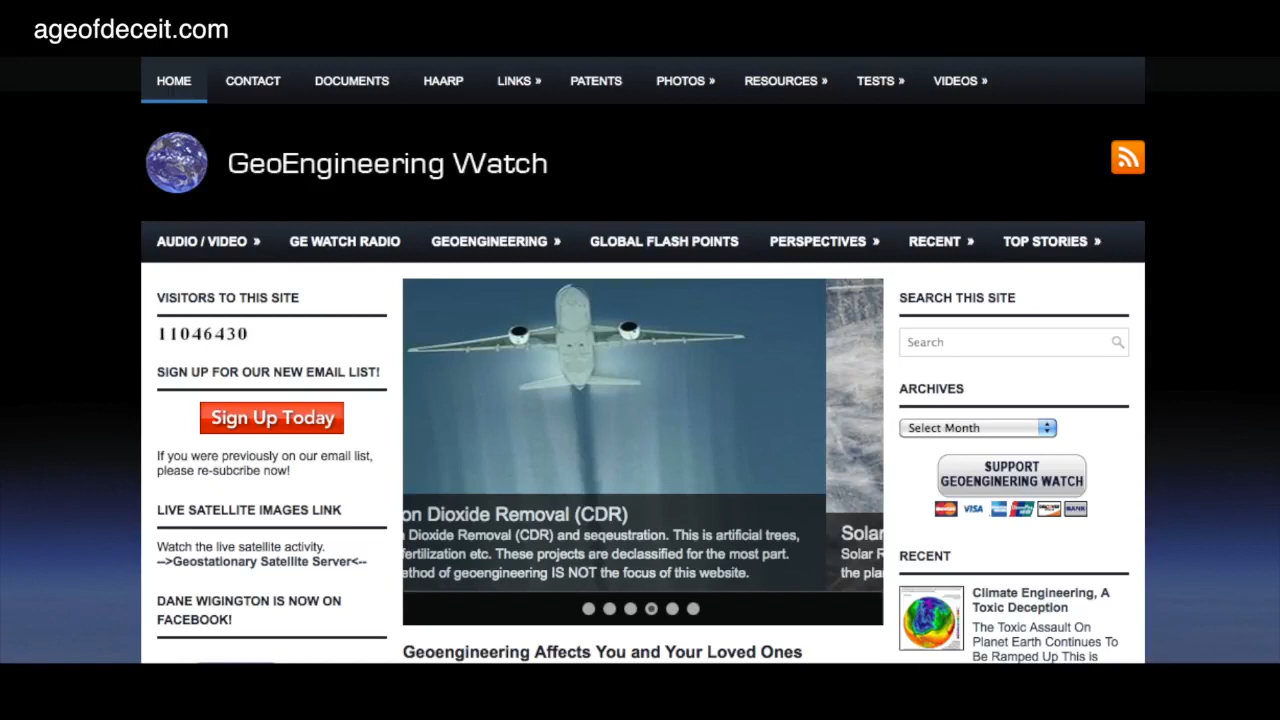 ageofdeceit.com
HOME CONTACT DOCUMENTS HAARP LINKS » PATENTS PHOTOS » RESOURCES » TESTS » VIDEOS »
GeoEngineering Watch
AUDIO / VIDEO » GE WATCH RADIO GEOENGINEERING » GLOBAL FLASH POINTS PERSPECTIVES » RECENT » TOP STORIES »
VISITORS TO THIS SITE
11046430
SIGN UP FOR OUR NEW EMAIL LIST!
Sign Up Today
If you were previously on our email list,
please re-subcribe now!
LIVE SATELLITE IMAGES LINK
Watch the live satellite activity.
-->Geostationary Satellite Server<--
DANE WIGINGTON IS NOW ON
FACEBOOK!
on Dioxide Removal (CDR)
Dioxide Removal (CDR) and seqeustration. This is artificial trees,
fertilization etc. These projects are declassified for the most part.
ethod of geoengineering IS NOT the focus of this website.
Solar
Solar R
the plan
Geoengineering Affects You and Your Loved Ones
SEARCH THIS SITE
Search
ARCHIVES
Select Month
SUPPORT
GEOENGINERING WATCH
VISA
RECENT
Climate Engineering, A
Toxic Deception
The Toxic Assault On
Planet Earth Continues To
Be Ramped Up This is